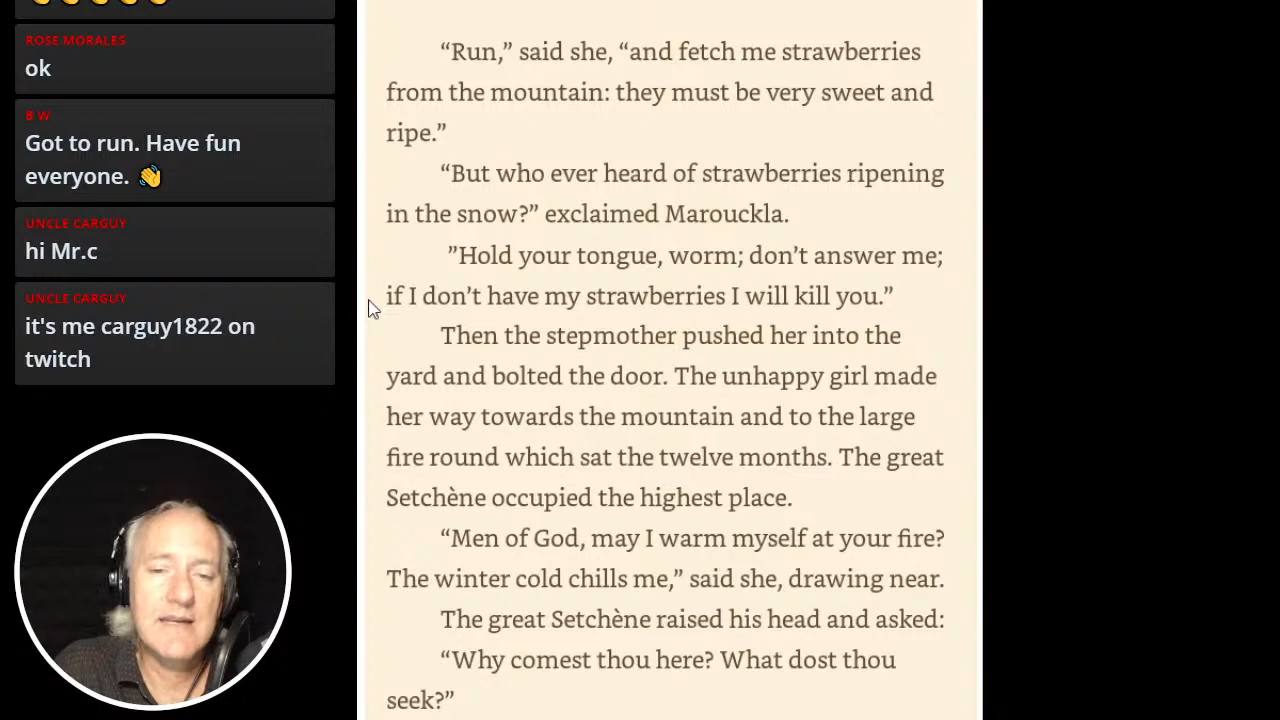 ROSE MORALES
ok
B W
Got to run. Have fun
everyone. 👋
UNCLE CARGUY
hi Mr.c
UNCLE CARGUY
it's me carguy1822 on
twitch
“Run,” said she, “and fetch me strawberries
from the mountain: they must be very sweet and
ripe.”
“But who ever heard of strawberries ripening
in the snow?” exclaimed Marouckla.
”Hold your tongue, worm; don’t answer me;
if I don’t have my strawberries I will kill you.”
Then the stepmother pushed her into the
yard and bolted the door. The unhappy girl made
her way towards the mountain and to the large
fire round which sat the twelve months. The great
Setchène occupied the highest place.
“Men of God, may I warm myself at your fire?
The winter cold chills me,” said she, drawing near.
The great Setchène raised his head and asked:
“Why comest thou here? What dost thou
seek?”